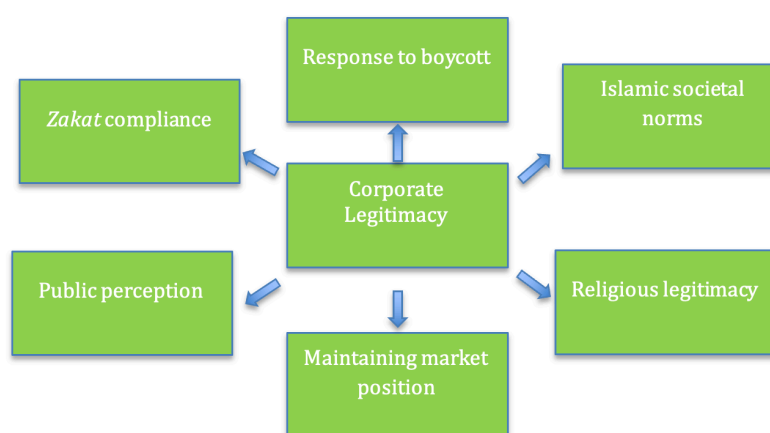 Response to boycott
Zakat compliance
Islamic societal
norms
Corporate
Legitimacy
Public perception
Religious legitimacy
Maintaining market
position